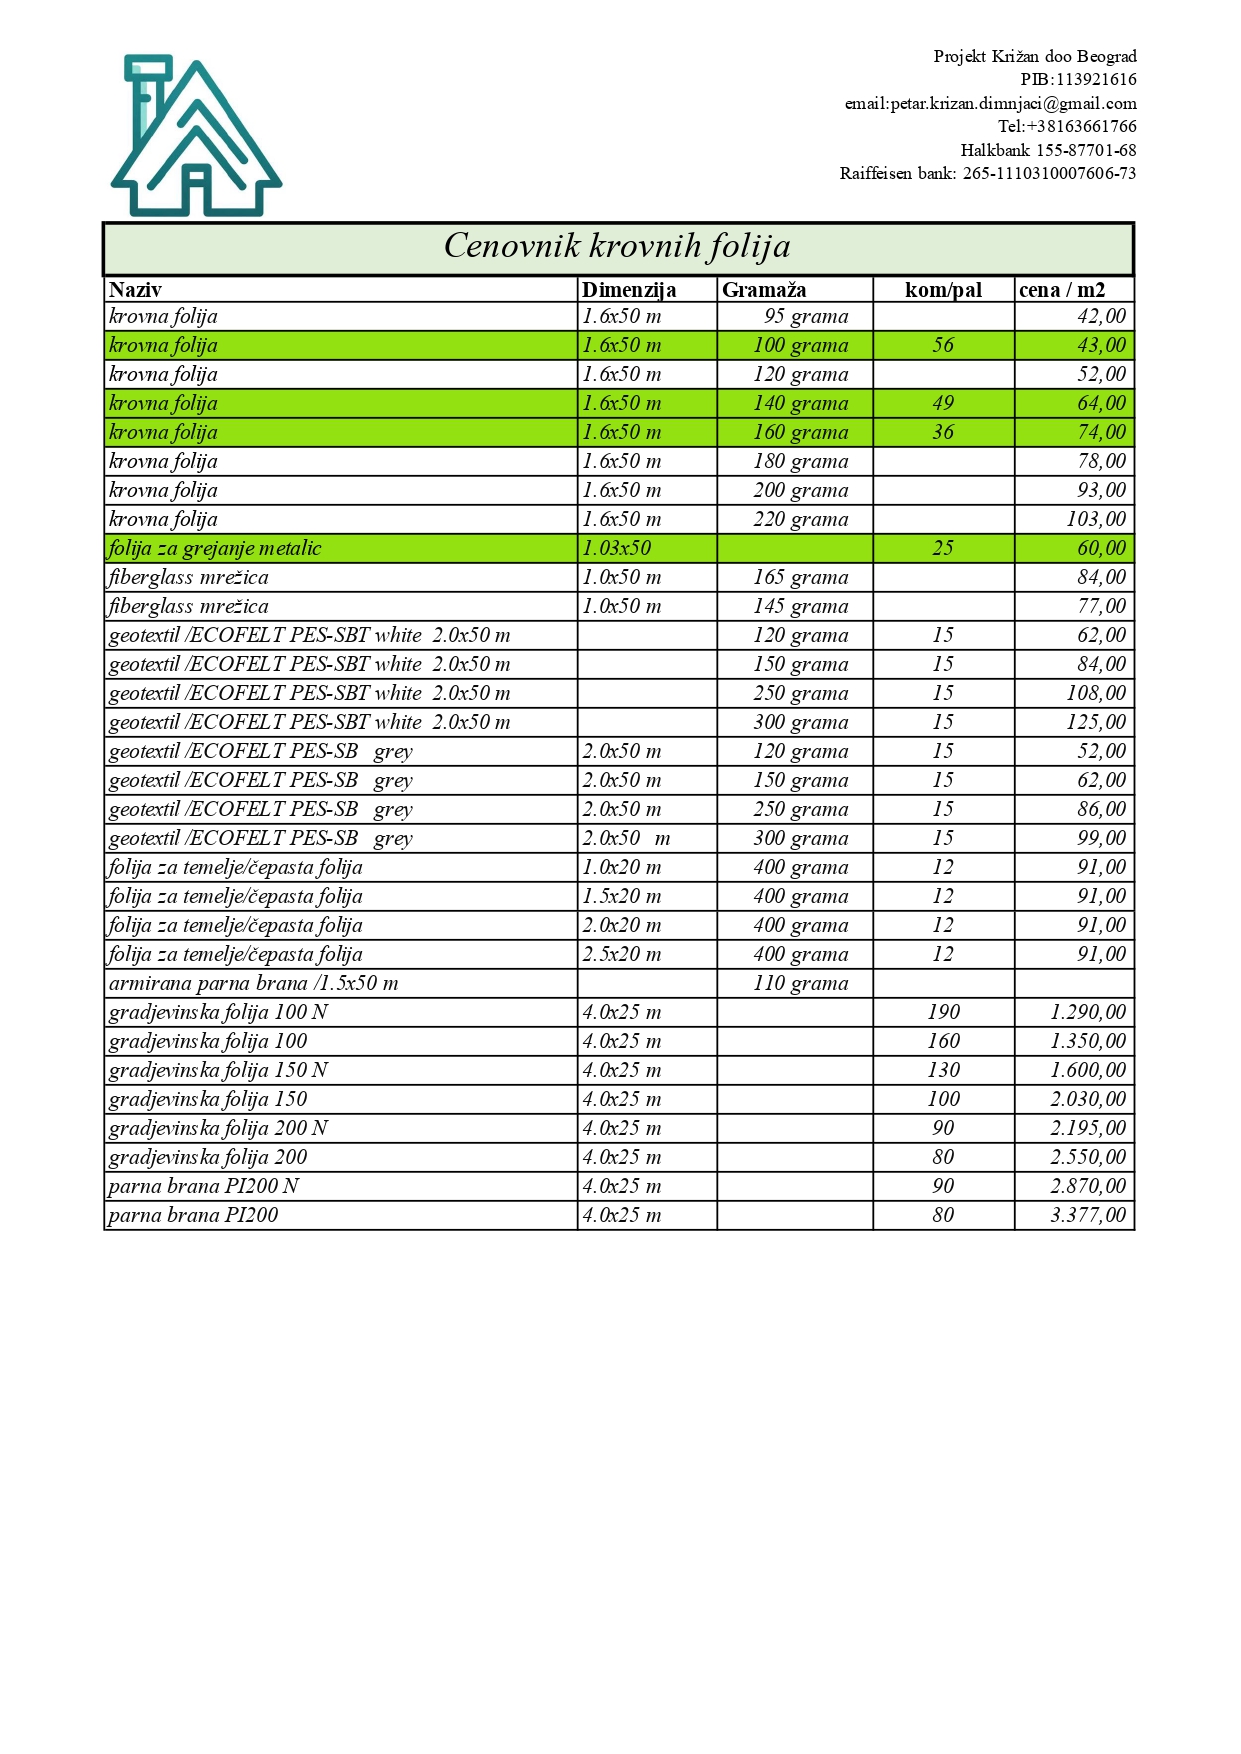 Projekt Križan doo Beograd
PIB:113921616
email:petar.krizan.dimnjaci@gmail.com
Tel:+38163661766
Halkbank 155-87701-68
Raiffeisen bank: 265-1110310007606-73
Cenovnik krovnih folija
Naziv Dimenzija Gramaža kom/pal cena / m2
krovna folija 1.6x50 m 95 grama 42,00
krovna folija 1.6x50 m 100 grama 56 43,00
krovna folija 1.6x50 m 120 grama 52,00
krovna folija 1.6x50 m 140 grama 49 64,00
krovna folija 1.6x50 m 160 grama 36 74,00
krovna folija 1.6x50 m 180 grama 78,00
krovna folija 1.6x50 m 200 grama 93,00
krovna folija 1.6x50 m 220 grama 103,00
folija za grejanje metalic 1.03x50 25 60,00
fiberglass mrežica 1.0x50 m 165 grama 84,00
fiberglass mrežica 1.0x50 m 145 grama 77,00
geotextil /ECOFELT PES-SBT white 2.0x50 m 120 grama 15 62,00
geotextil /ECOFELT PES-SBT white 2.0x50 m 150 grama 15 84,00
geotextil /ECOFELT PES-SBT white 2.0x50 m 250 grama 15 108,00
geotextil /ECOFELT PES-SBT white 2.0x50 m 300 grama 15 125,00
geotextil /ECOFELT PES-SB grey 2.0x50 m 120 grama 15 52,00
geotextil /ECOFELT PES-SB grey 2.0x50 m 150 grama 15 62,00
geotextil /ECOFELT PES-SB grey 2.0x50 m 250 grama 15 86,00
geotextil /ECOFELT PES-SB grey 2.0x50 m 300 grama 15 99,00
folija za temelje/čepasta folija 1.0x20 m 400 grama 12 91,00
folija za temelje/čepasta folija 1.5x20 m 400 grama 12 91,00
folija za temelje/čepasta folija 2.0x20 m 400 grama 12 91,00
folija za temelje/čepasta folija 2.5x20 m 400 grama 12 91,00
armirana parna brana /1.5x50 m 110 grama
gradjevinska folija 100 N 4.0x25 m 190 1.290,00
gradjevinska folija 100 4.0x25 m 160 1.350,00
gradjevinska folija 150 N 4.0x25 m 130 1.600,00
gradjevinska folija 150 4.0x25 m 100 2.030,00
gradjevinska folija 200 N 4.0x25 m 90 2.195,00
gradjevinska folija 200 4.0x25 m 80 2.550,00
parna brana PI200 N 4.0x25 m 90 2.870,00
parna brana PI200 4.0x25 m 80 3.377,00